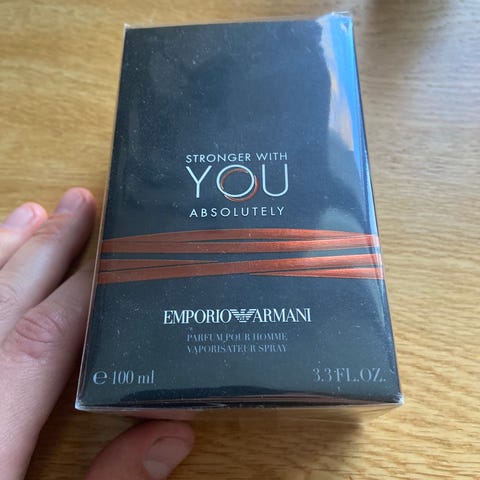 STRONGER WITH
YOU
ABSOLUTELY
EMPORIO ARMANI
PARFUM POUR HOMME
VAPORISATEUR SPRAY
℮ 100 ml 3.3 FL.OZ.